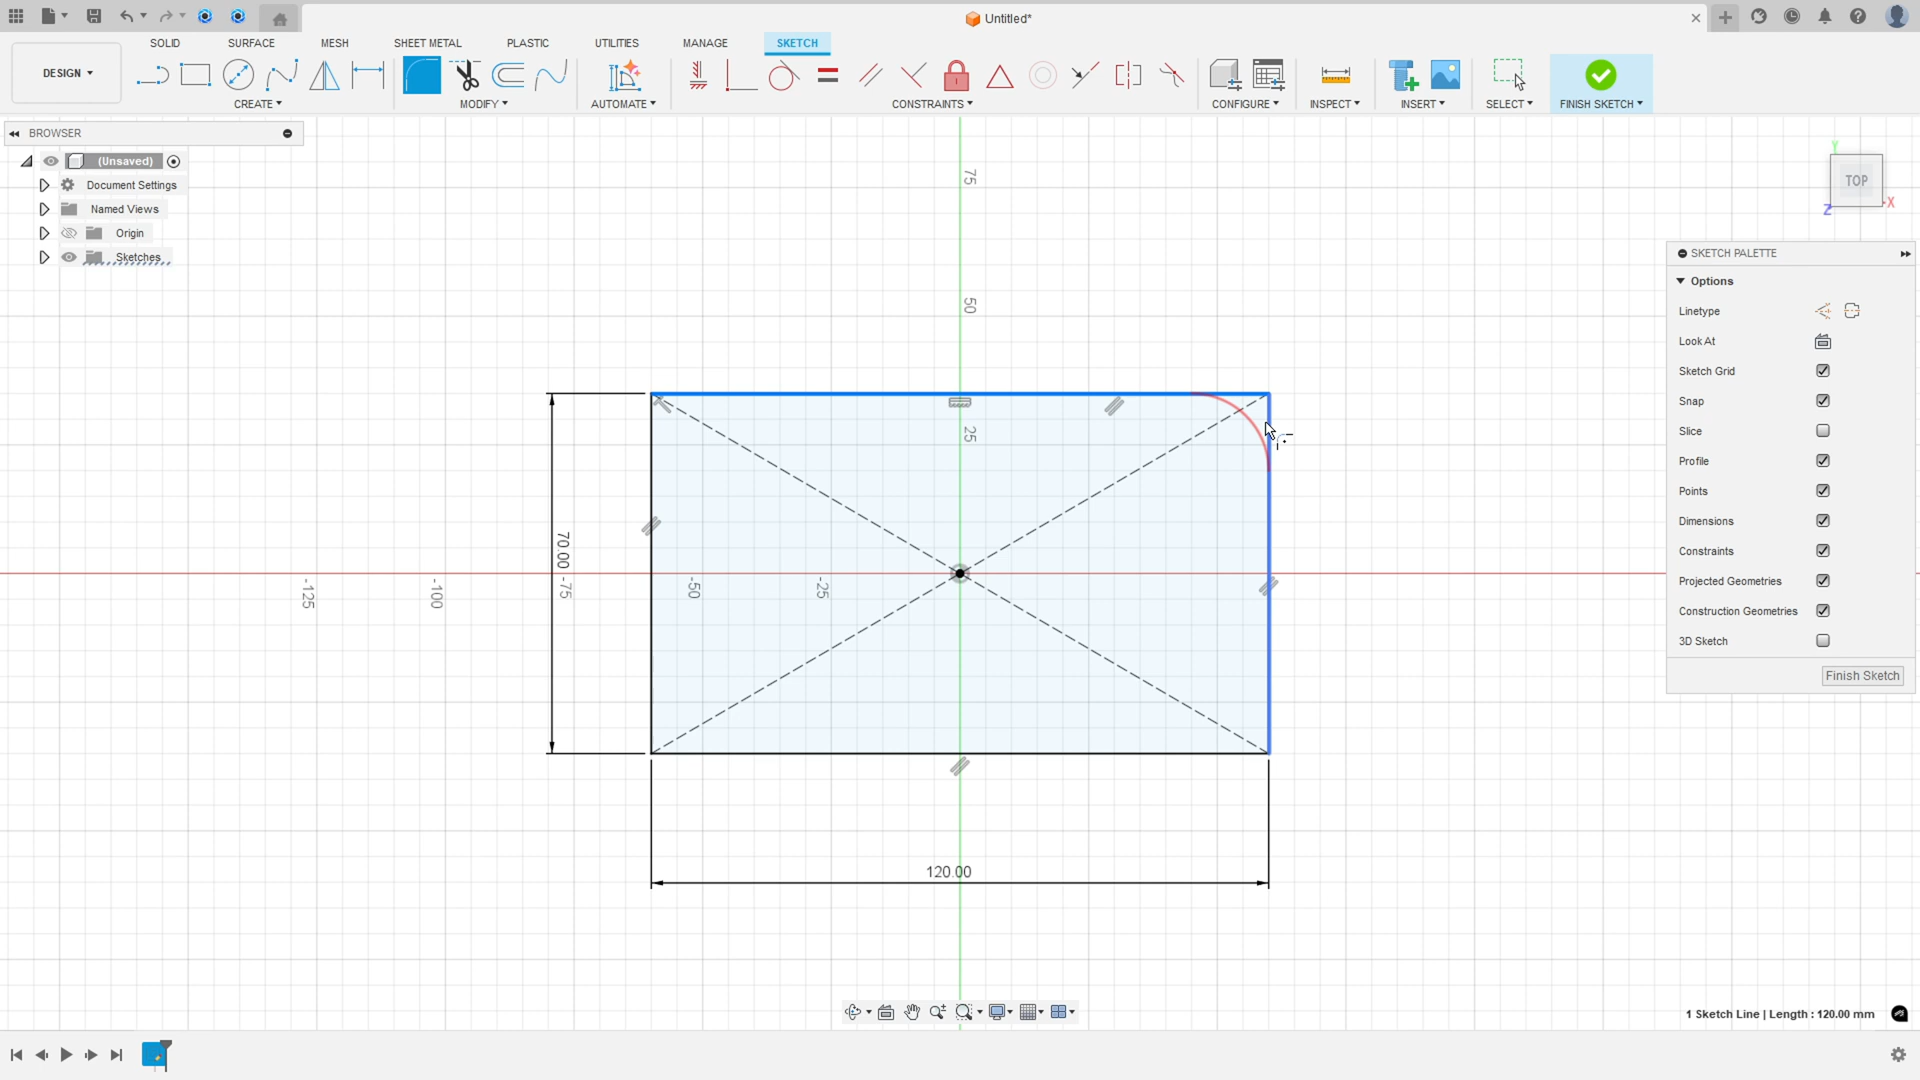 Untitled*
SOLID SURFACE MESH SHEET METAL PLASTIC UTILITIES MANAGE SKETCH
DESIGN
CREATE MODIFY AUTOMATE CONSTRAINTS CONFIGURE INSPECT INSERT SELECT FINISH SKETCH
BROWSER
(Unsaved)
Document Settings
Named Views
Origin
Sketches
TOP
Y
X
Z
SKETCH PALETTE
Options
Linetype
Look At
Sketch Grid
Snap
Slice
Profile
Points
Dimensions
Constraints
Projected Geometries
Construction Geometries
3D Sketch
Finish Sketch
75
50
25
-125
-100
-75
-50
-25
70.00
120.00
1 Sketch Line | Length : 120.00 mm